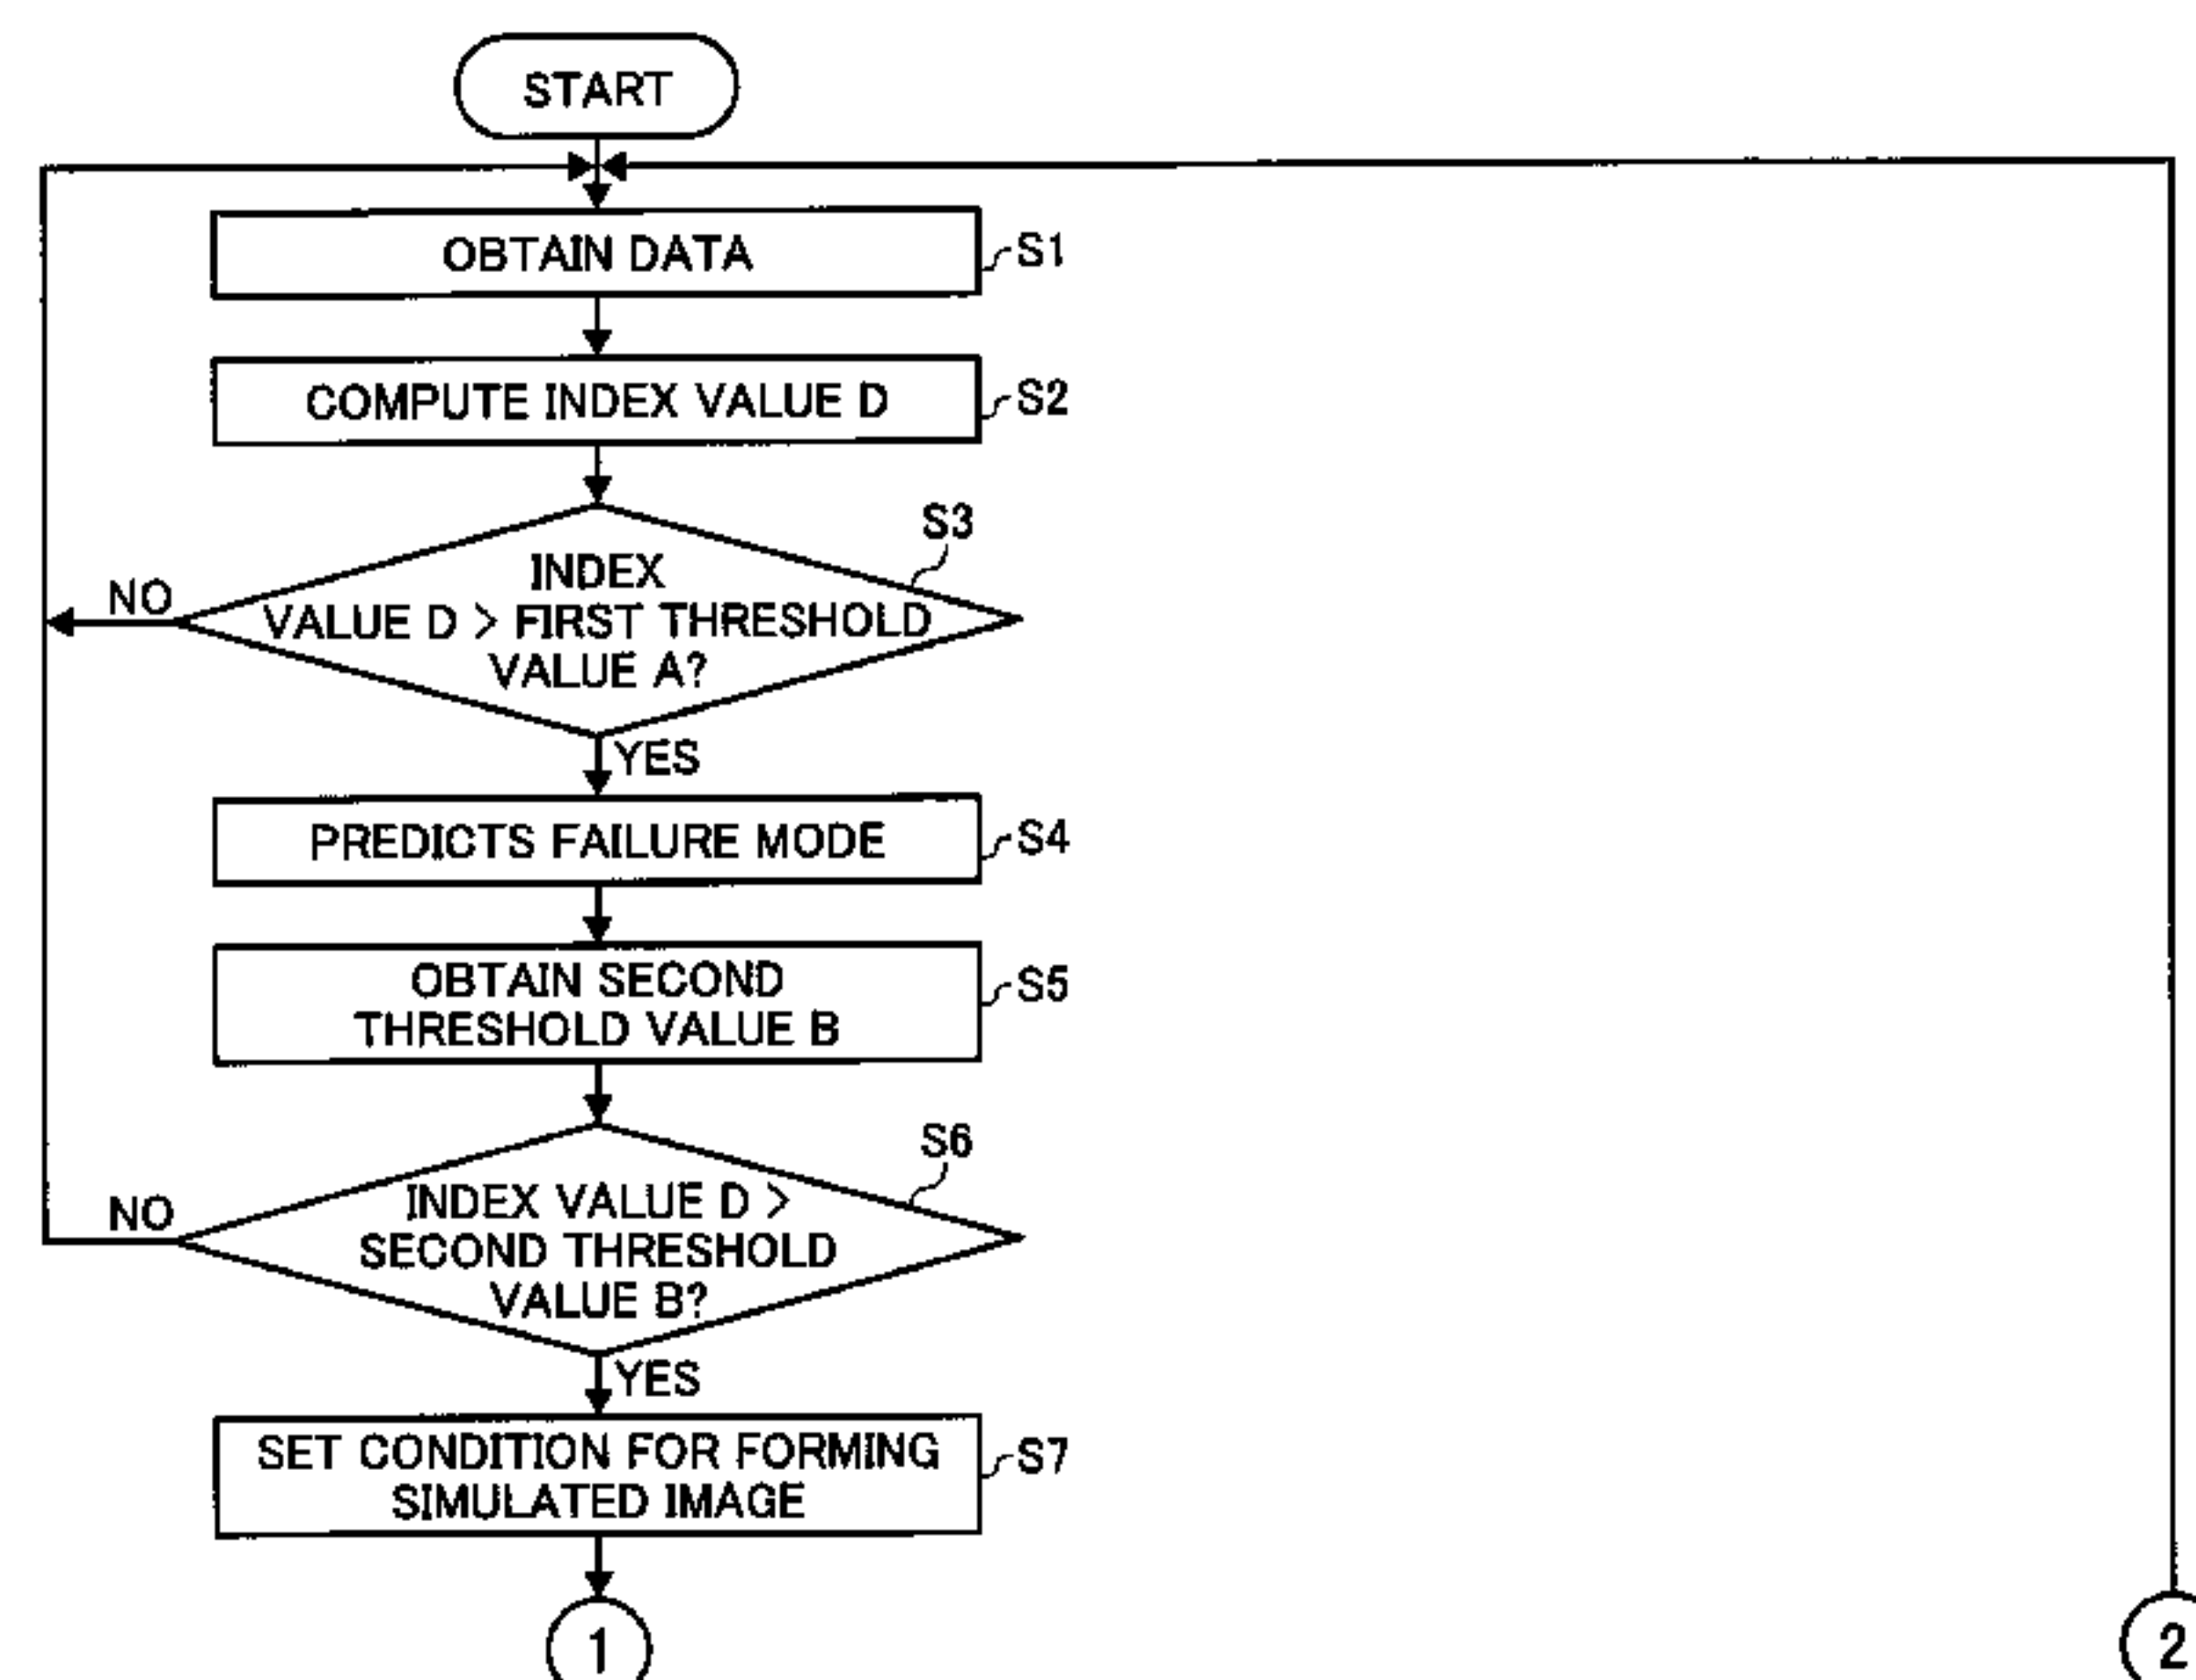 START
OBTAIN DATA
S1
COMPUTE INDEX VALUE D
S2
S3
INDEX
VALUE D > FIRST THRESHOLD
VALUE A?
NO
YES
PREDICTS FAILURE MODE
S4
OBTAIN SECOND
THRESHOLD VALUE B
S5
S6
INDEX VALUE D >
SECOND THRESHOLD
VALUE B?
NO
YES
SET CONDITION FOR FORMING
SIMULATED IMAGE
S7
1
2